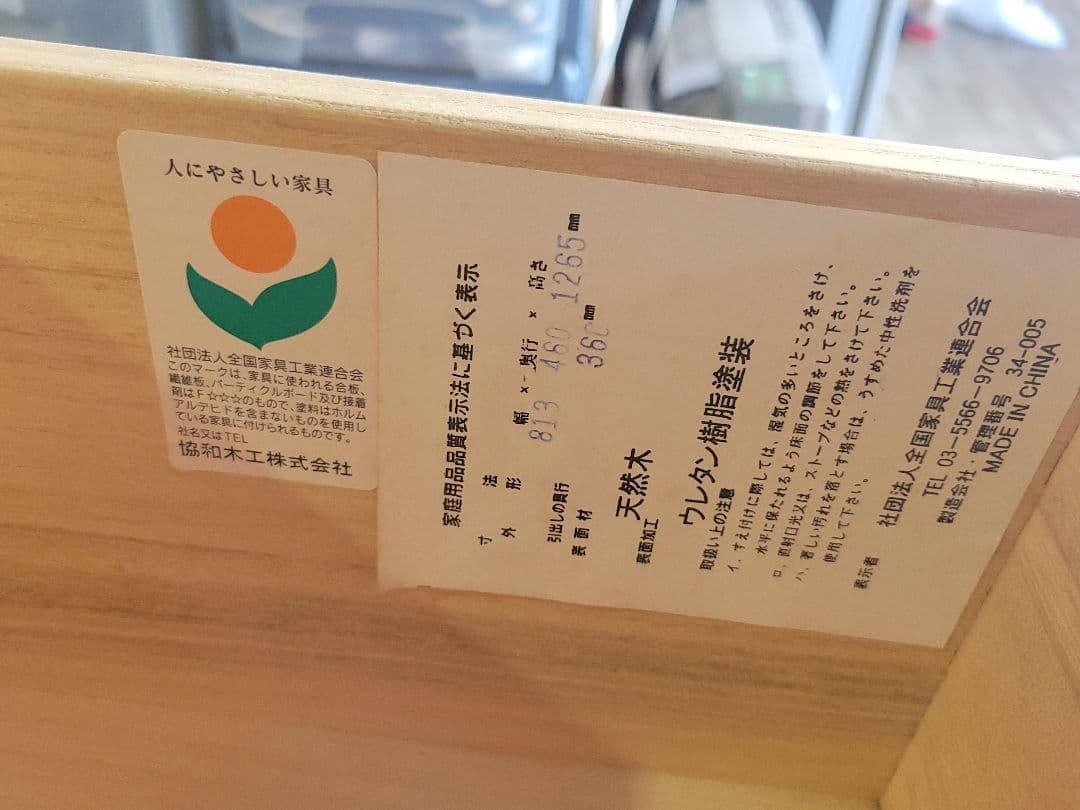 人にやさしい家具
社団法人全国家具工業連合会
このマークは、家具に使われる合板、
繊維板、パーティクルボード及び接着
剤はF☆☆☆のもので、塗料はホルム
アルデヒドを含まないものを使用し
ている家具に付けられるものです。
社名又はTEL
協和木工株式会社
家庭用品品質表示法に基づく表示
寸法 幅×奥行×高さ
外形 813 460 1265mm
引出しの奥行 360mm
表面材 天然木
表面加工 ウレタン樹脂塗装
取扱い上の注意
イ、すえ付けに際しては、湿気の多いところをさけ、
水平に保たれるよう床面の調節をして下さい。
ロ、直射日光又は、ストーブなどの熱をさけて下さい。
ハ、著しい汚れを落とす場合は、うすめた中性洗剤を
使用して下さい。
表示者 社団法人全国家具工業連合会
TEL 03-5566-9706
製造会社・管理番号 34-005
MADE IN CHINA